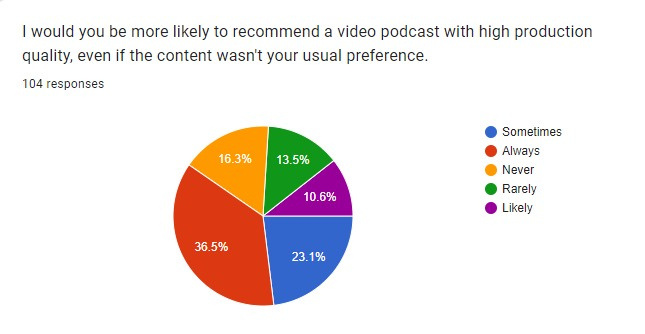 I would you be more likely to recommend a video podcast with high production
quality, even if the content wasn't your usual preference.
104 responses
Sometimes
Always
Never
Rarely
Likely
16.3%
13.5%
10.6%
36.5%
23.1%